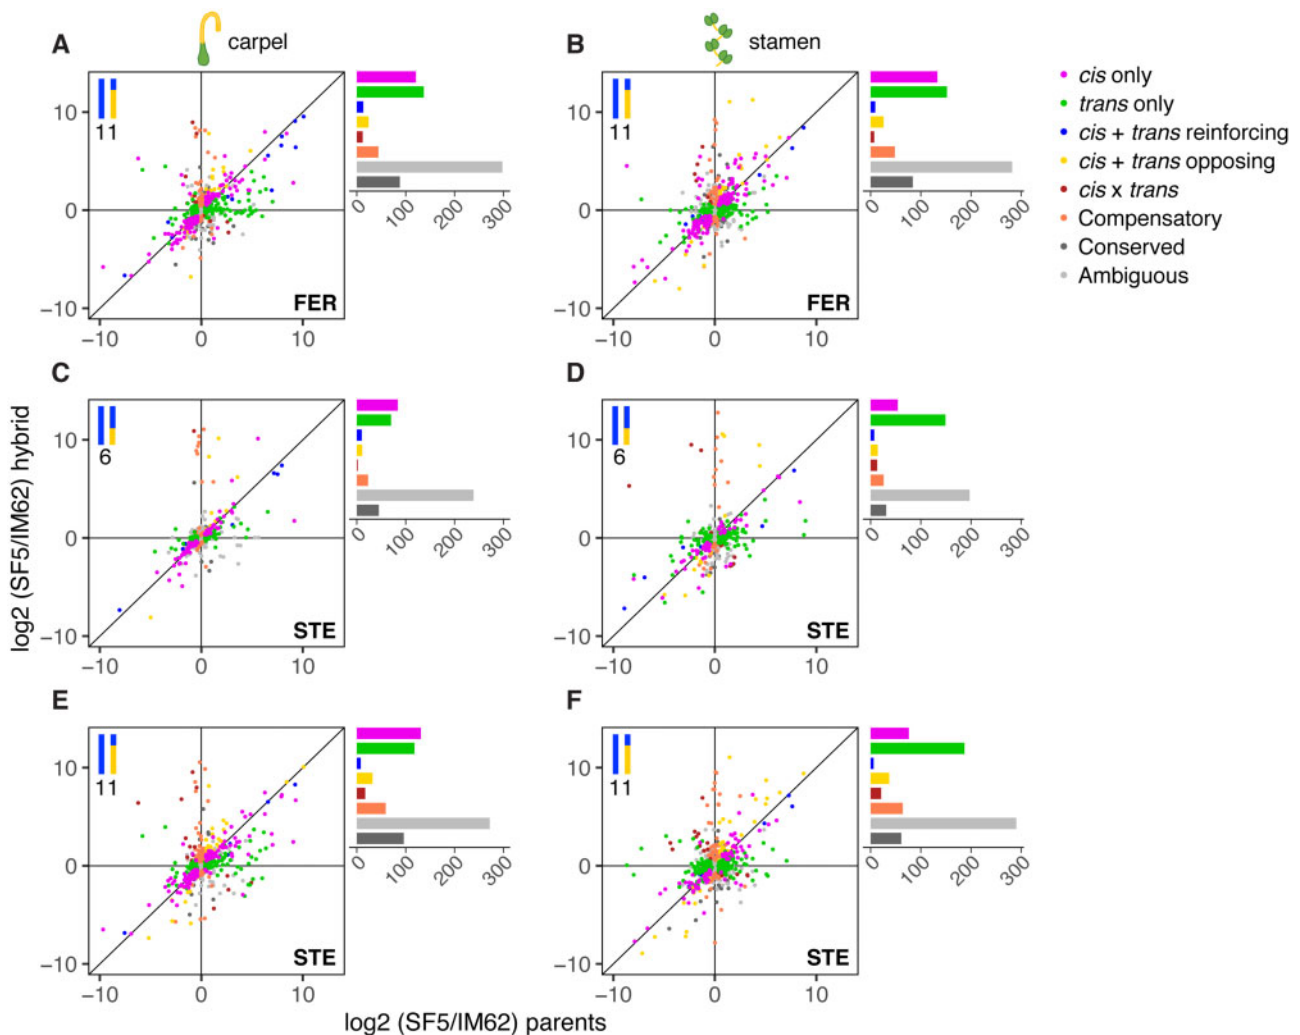 A carpel
B stamen
cis only
trans only
cis + trans reinforcing
cis + trans opposing
cis x trans
Compensatory
Conserved
Ambiguous
log2 (SF5/IM62) hybrid
11
10
0
−10
FER
−10 0 10
0 100 200 300
11
10
0
−10
FER
−10 0 10
0 100 200 300
C
6
10
0
−10
STE
−10 0 10
0 100 200 300
D
6
10
0
−10
STE
−10 0 10
0 100 200 300
E
11
10
0
−10
STE
−10 0 10
0 100 200 300
F
11
10
0
−10
STE
−10 0 10
0 100 200 300
log2 (SF5/IM62) parents